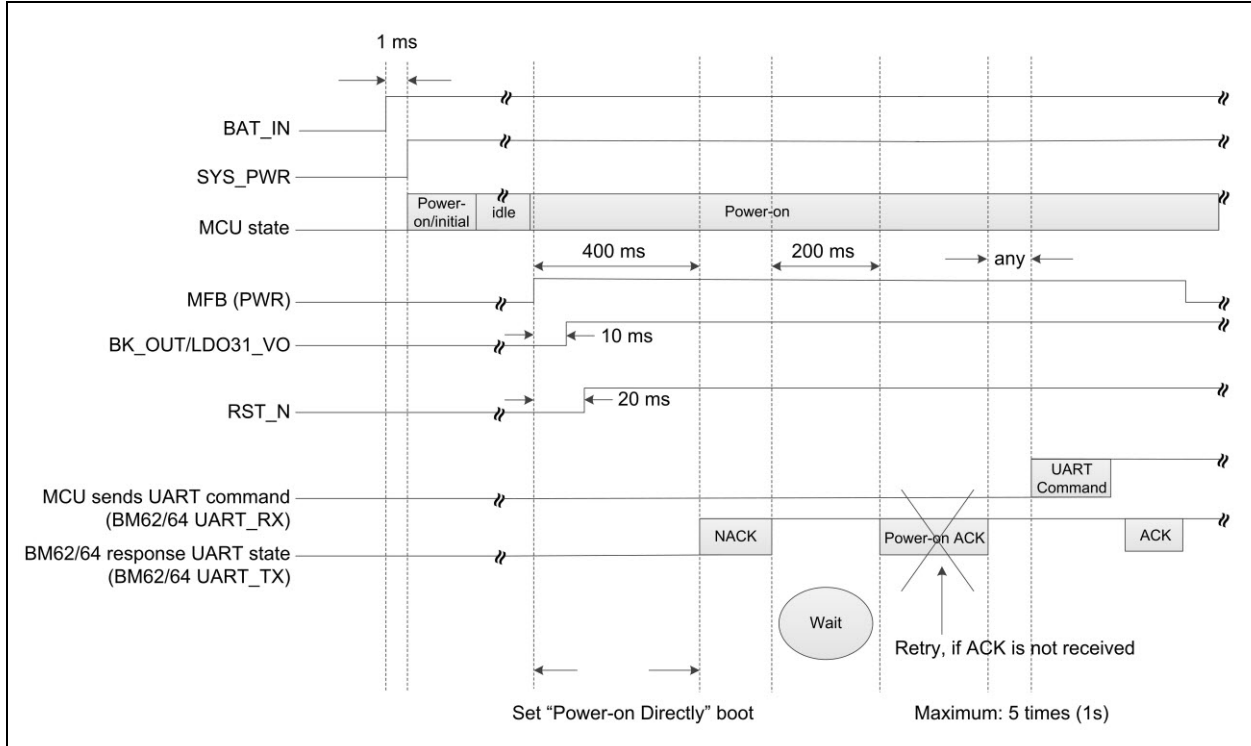 1 ms
BAT_IN
SYS_PWR
Power-
on/initial
idle
Power-on
MCU state
400 ms
200 ms
any
MFB (PWR)
10 ms
BK_OUT/LDO31_VO
20 ms
RST_N
UART
Command
MCU sends UART command
(BM62/64 UART_RX)
NACK
Power-on ACK
ACK
BM62/64 response UART state
(BM62/64 UART_TX)
Wait
Retry, if ACK is not received
Set “Power-on Directly” boot
Maximum: 5 times (1s)